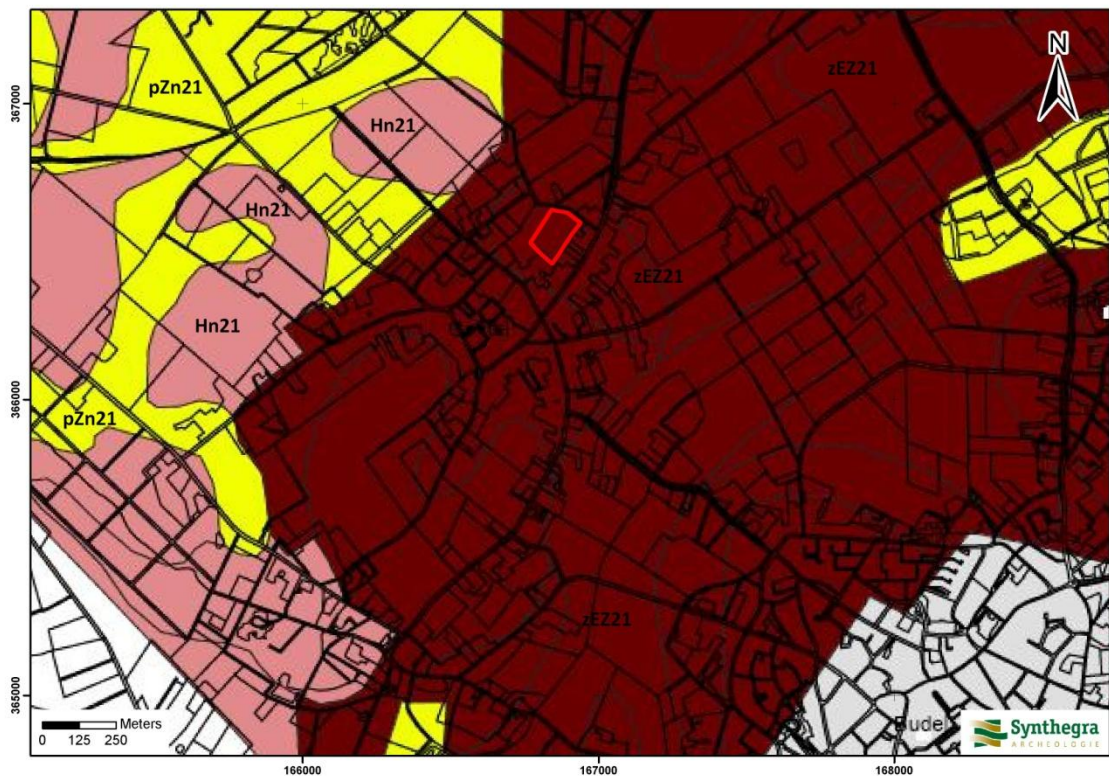 zEZ21
pZn21
N
367000
Hn21
Hn21
zEZ21
Hn21
366000
pZn21
zEZ21
365000
Meters
0 125 250
Budel
Synthegra
ARCHEOLOGIE
166000 167000 168000